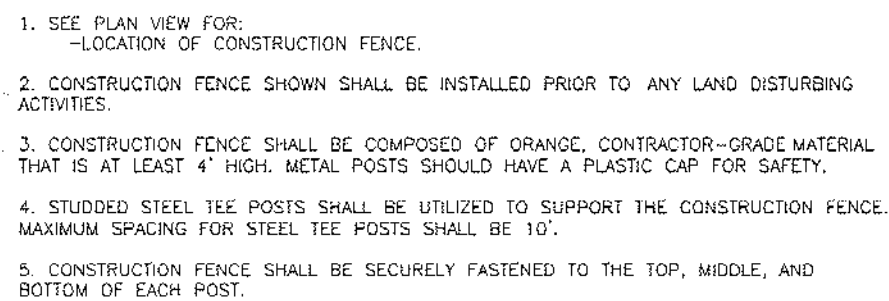 1. SEE PLAN VIEW FOR:
-LOCATION OF CONSTRUCTION FENCE.
2. CONSTRUCTION FENCE SHOWN SHALL BE INSTALLED PRIOR TO ANY LAND DISTURBING
ACTIVITIES.
3. CONSTRUCTION FENCE SHALL BE COMPOSED OF ORANGE, CONTRACTOR-GRADE MATERIAL
THAT IS AT LEAST 4' HIGH. METAL POSTS SHOULD HAVE A PLASTIC CAP FOR SAFETY.
4. STUDDED STEEL TEE POSTS SHALL BE UTILIZED TO SUPPORT THE CONSTRUCTION FENCE.
MAXIMUM SPACING FOR STEEL TEE POSTS SHALL BE 10'.
5. CONSTRUCTION FENCE SHALL BE SECURELY FASTENED TO THE TOP, MIDDLE, AND
BOTTOM OF EACH POST.